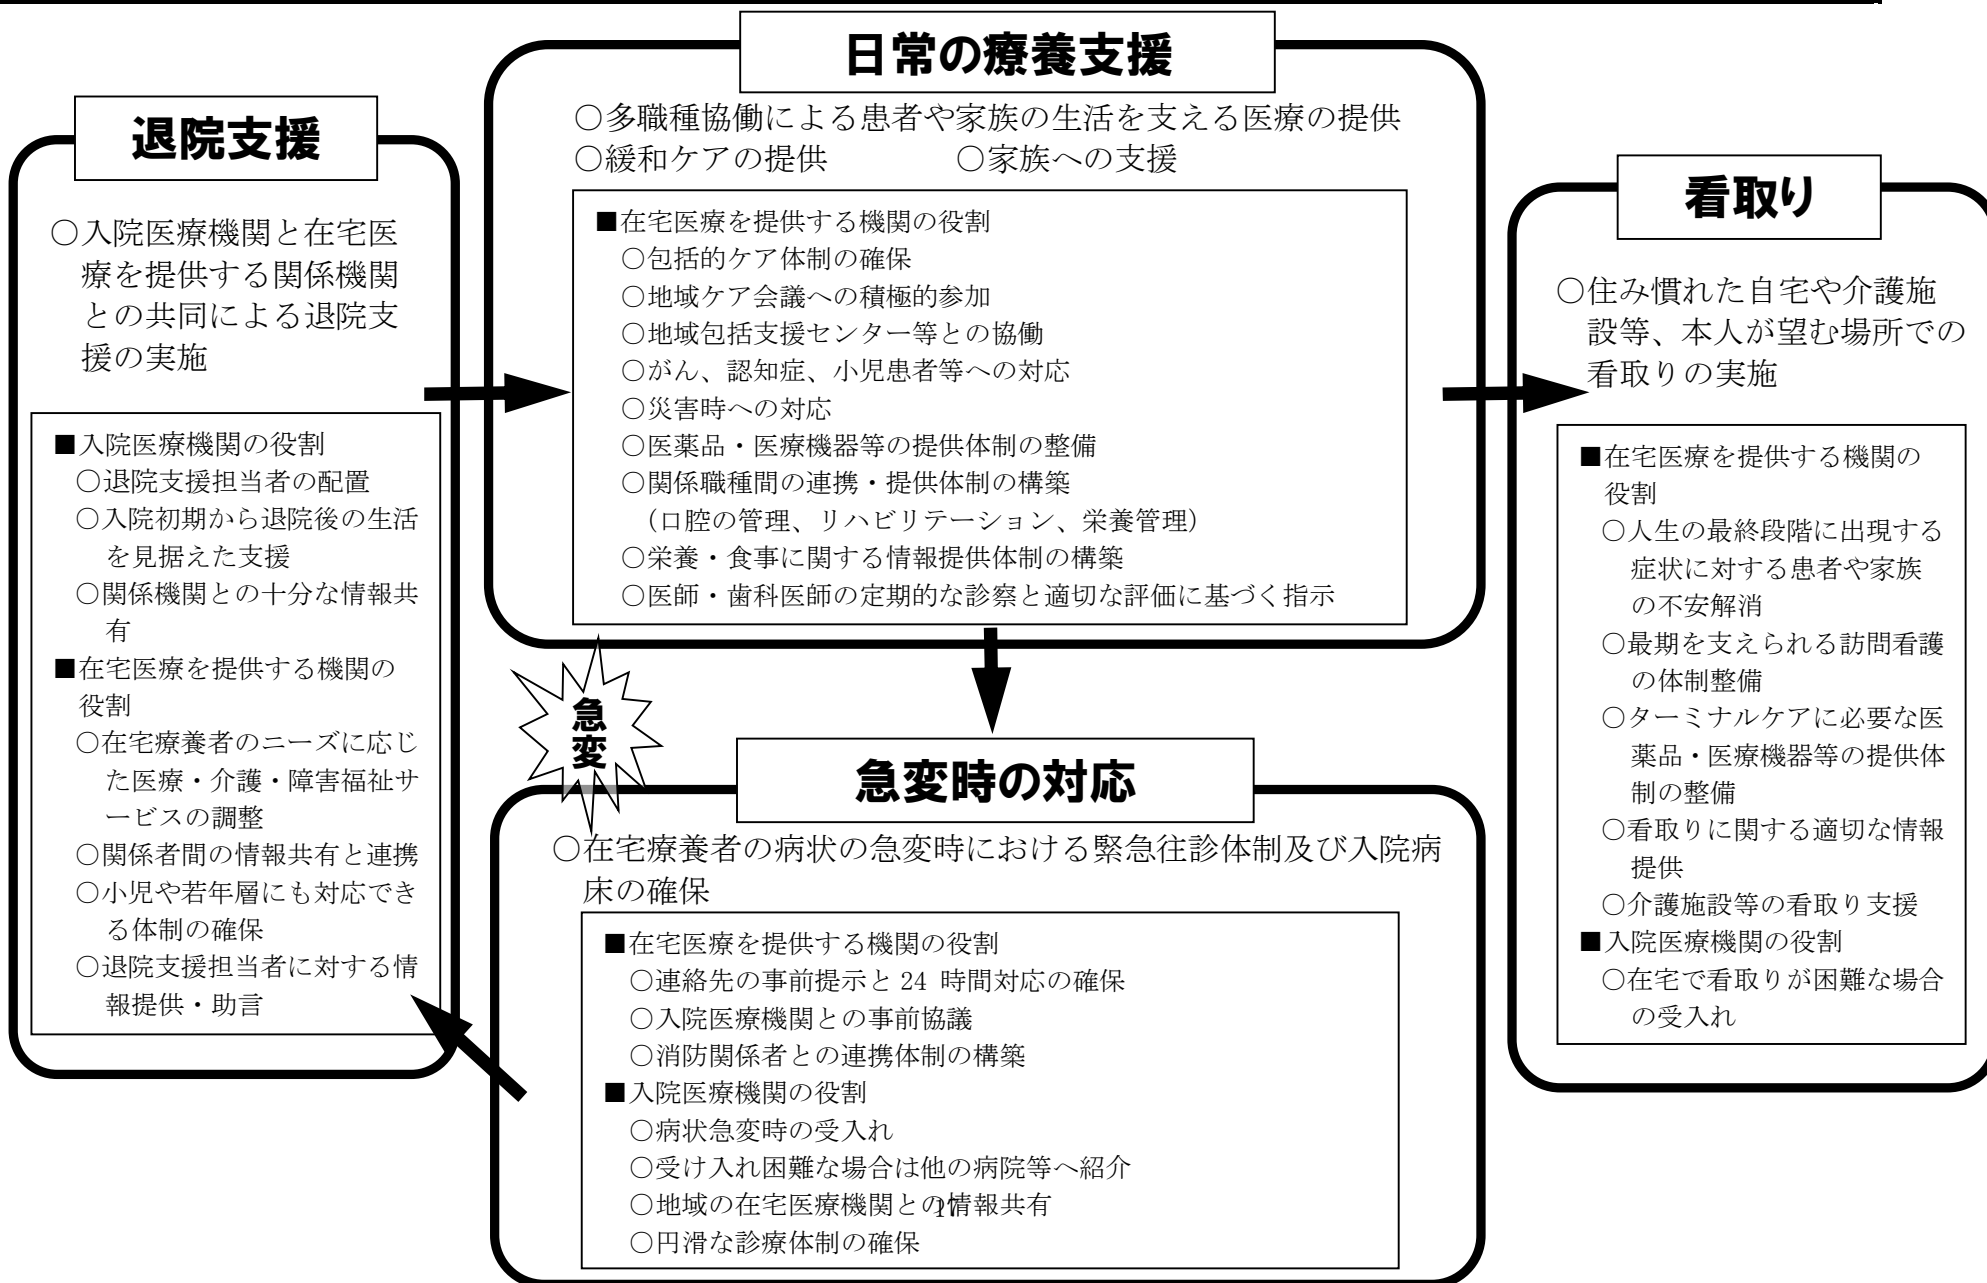 退院支援
○入院医療機関と在宅医
療を提供する関係機関
との共同による退院支
援の実施
■入院医療機関の役割
○退院支援担当者の配置
○入院初期から退院後の生活
を見据えた支援
○関係機関との十分な情報共
有
■在宅医療を提供する機関の
役割
○在宅療養者のニーズに応じ
た医療・介護・障害福祉サ
ービスの調整
○関係者間の情報共有と連携
○小児や若年層にも対応でき
る体制の確保
○退院支援担当者に対する情
報提供・助言
日常の療養支援
○多職種協働による患者や家族の生活を支える医療の提供
○緩和ケアの提供　　　　○家族への支援
■在宅医療を提供する機関の役割
○包括的ケア体制の確保
○地域ケア会議への積極的参加
○地域包括支援センター等との協働
○がん、認知症、小児患者等への対応
○災害時への対応
○医薬品・医療機器等の提供体制の整備
○関係職種間の連携・提供体制の構築
（口腔の管理、リハビリテーション、栄養管理）
○栄養・食事に関する情報提供体制の構築
○医師・歯科医師の定期的な診察と適切な評価に基づく指示
急変
急変時の対応
○在宅療養者の病状の急変時における緊急往診体制及び入院病
床の確保
■在宅医療を提供する機関の役割
○連絡先の事前提示と 24 時間対応の確保
○入院医療機関との事前協議
○消防関係者との連携体制の構築
■入院医療機関の役割
○病状急変時の受入れ
○受け入れ困難な場合は他の病院等へ紹介
○地域の在宅医療機関との情報共有
○円滑な診療体制の確保
17
看取り
○住み慣れた自宅や介護施
設等、本人が望む場所での
看取りの実施
■在宅医療を提供する機関の
役割
○人生の最終段階に出現する
症状に対する患者や家族
の不安解消
○最期を支えられる訪問看護
の体制整備
○ターミナルケアに必要な医
薬品・医療機器等の提供体
制の整備
○看取りに関する適切な情報
提供
○介護施設等の看取り支援
■入院医療機関の役割
○在宅で看取りが困難な場合
の受入れ